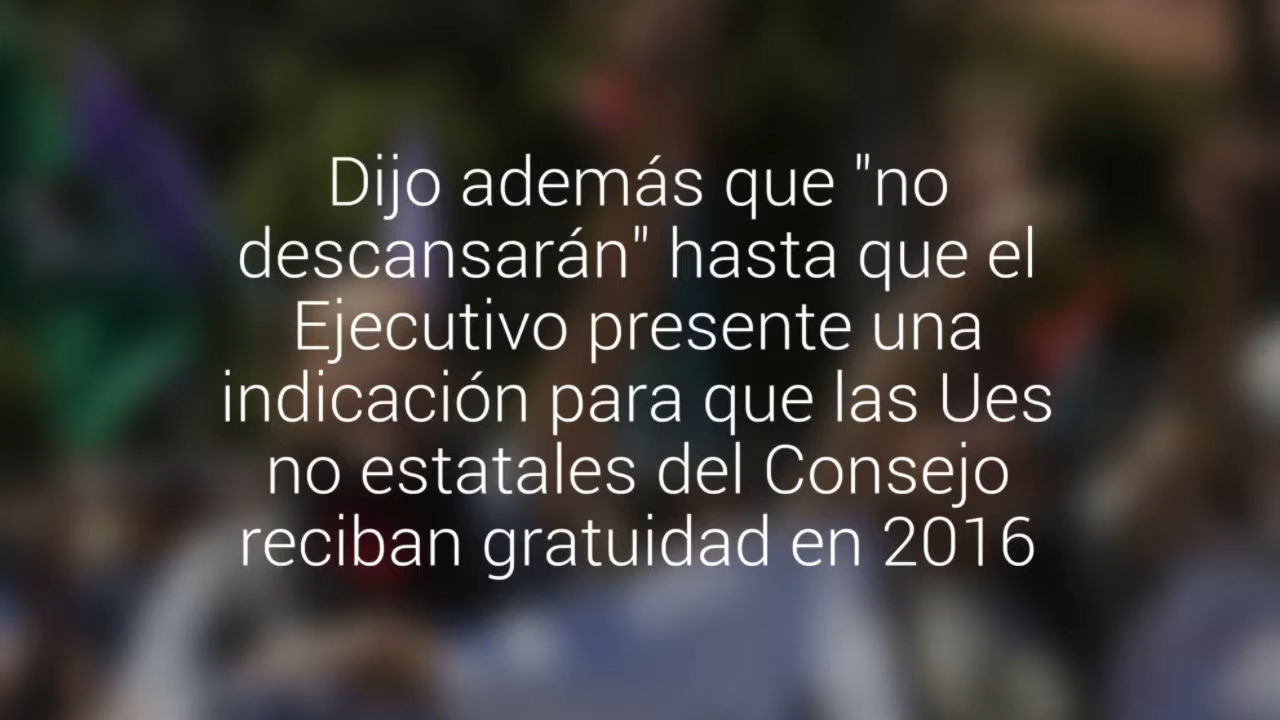 Dijo además que "no
descansarán" hasta que el
Ejecutivo presente una
indicación para que las Ues
no estatales del Consejo
reciban gratuidad en 2016